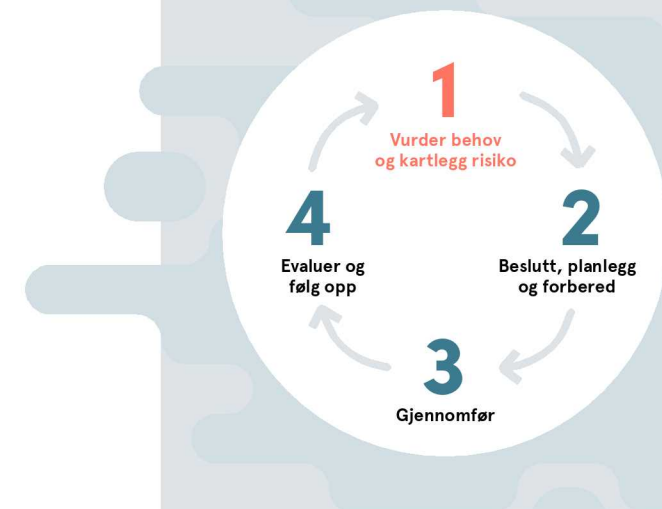 1
Vurder behov
og kartlegg risiko
2
Beslutt, planlegg
og forbered
3
Gjennomfør
4
Evaluer og
følg opp